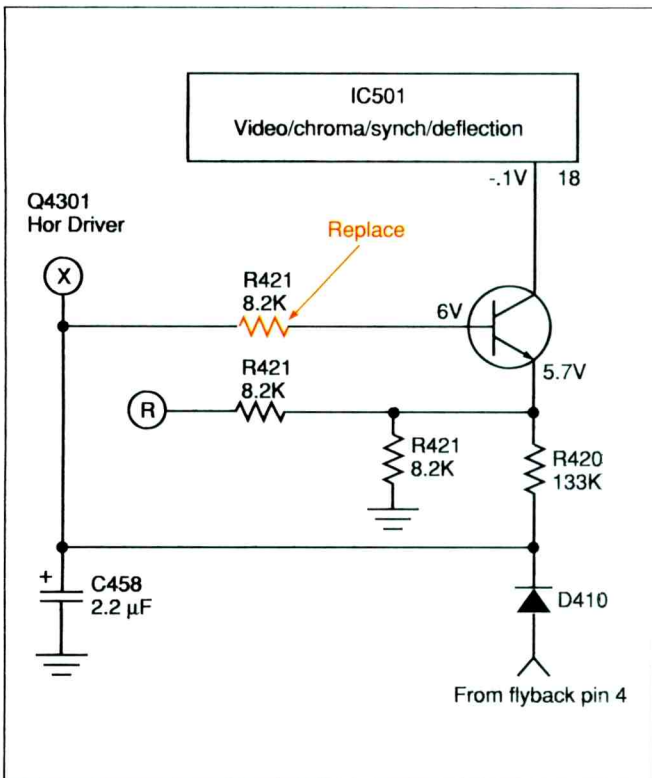 IC501
Video/chroma/synch/deflection
-.1V 18
Q4301
Hor Driver
X
Replace
R421
8.2K
6V
5.7V
R421
8.2K
R
R421
8.2K
R420
133K
+
C458
2.2 µF
D410
From flyback pin 4